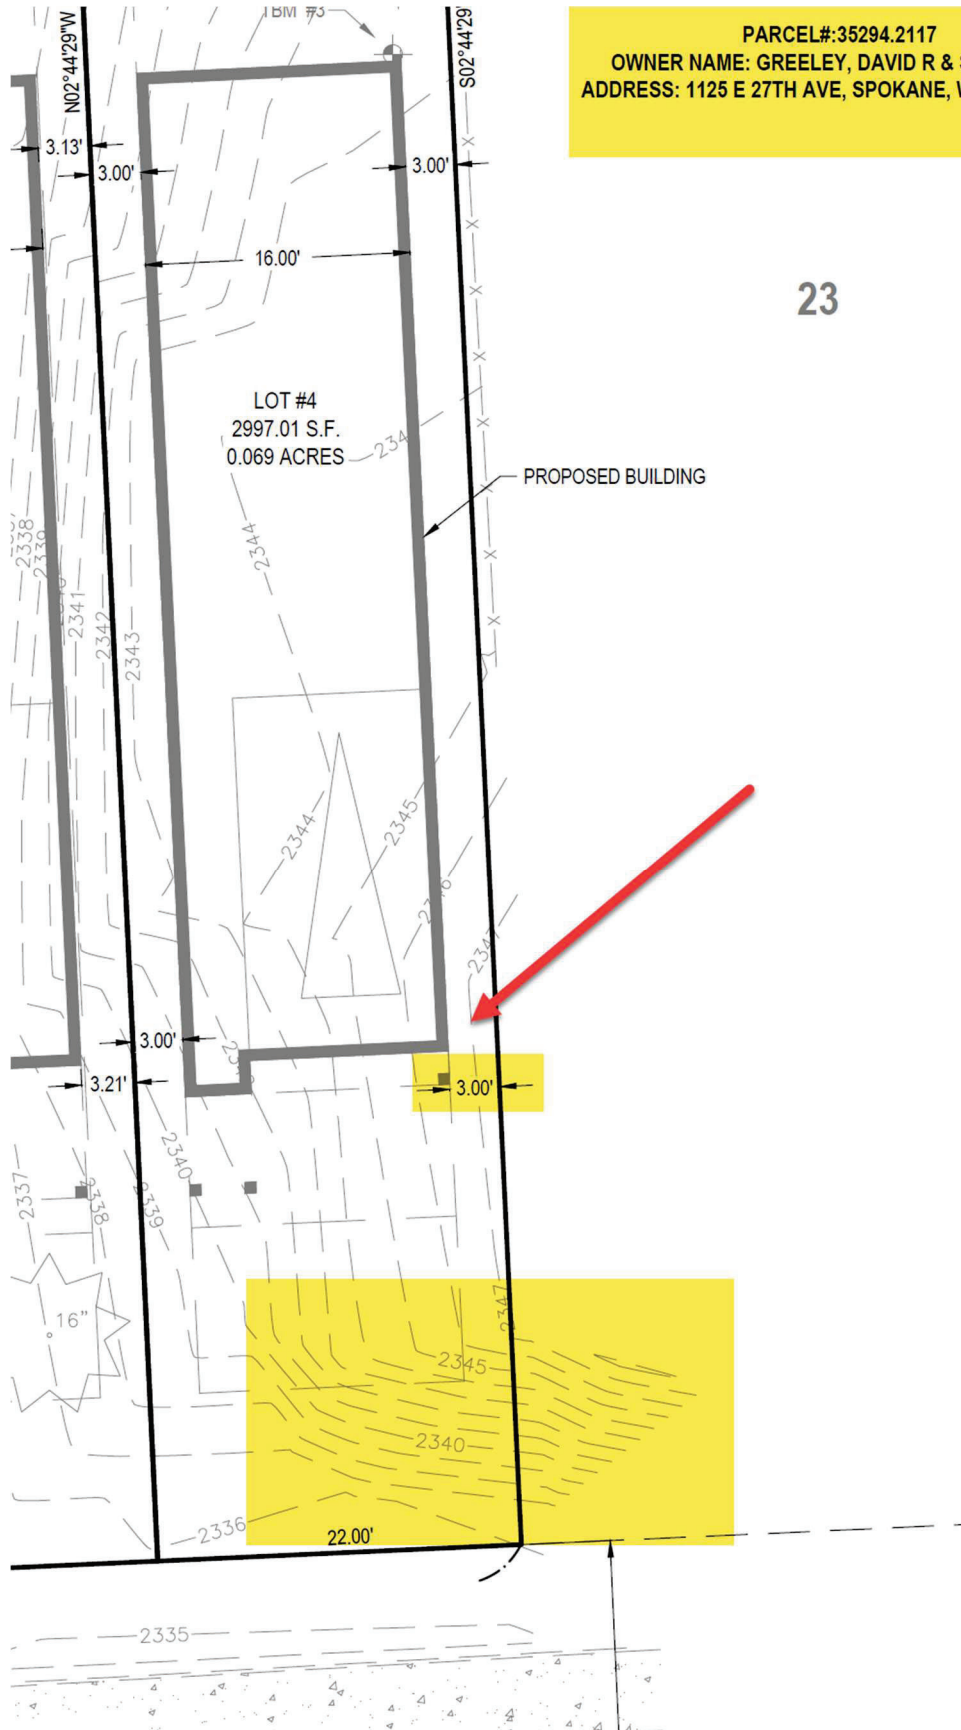 TBM #3
N02°44'29"W
S02°44'29"
PARCEL#:35294.2117
OWNER NAME: GREELEY, DAVID R &
ADDRESS: 1125 E 27TH AVE, SPOKANE,
3.13'
3.00'
3.00'
16.00'
23
LOT #4
2997.01 S.F.
0.069 ACRES
PROPOSED BUILDING
2344
2338
2339
2341
2342
2343
2344
2345
2346
2347
3.00'
3.21'
3.00'
2340
2337
2338
2339
2347
16"
2345
2340
2336
22.00'
2335